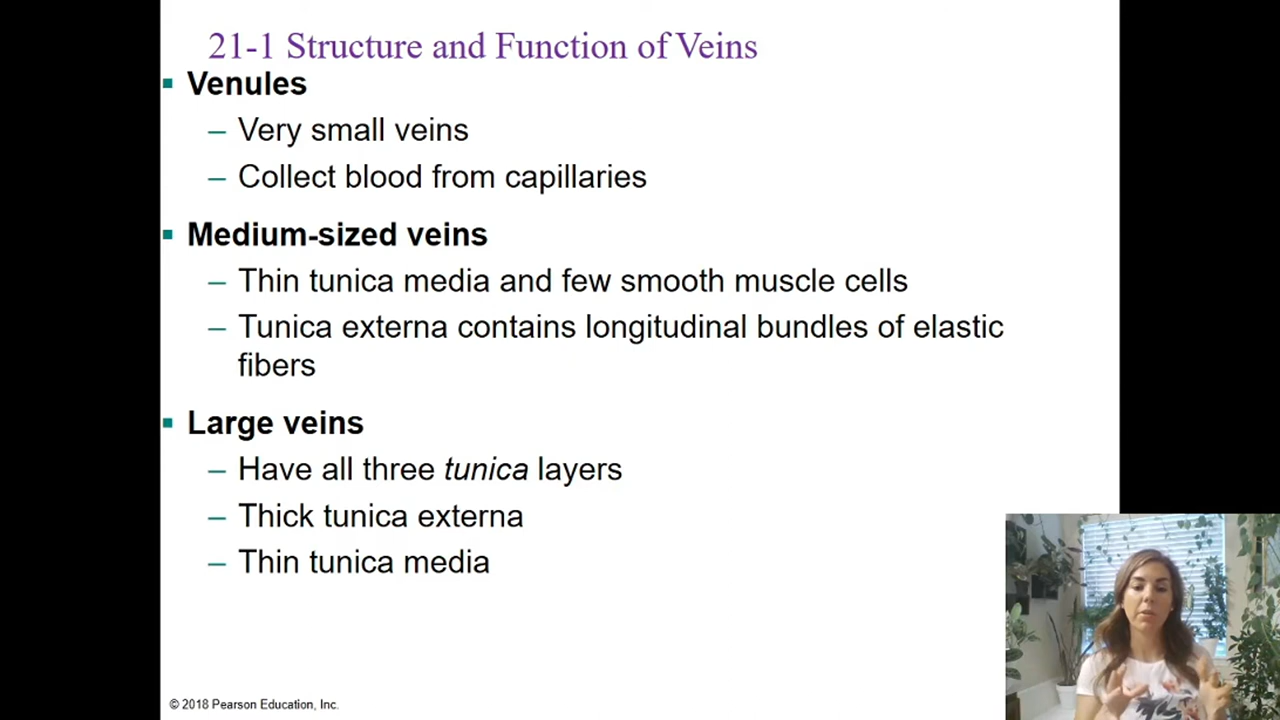 21-1 Structure and Function of Veins
▪ Venules
– Very small veins
– Collect blood from capillaries
▪ Medium-sized veins
– Thin tunica media and few smooth muscle cells
– Tunica externa contains longitudinal bundles of elastic
fibers
▪ Large veins
– Have all three tunica layers
– Thick tunica externa
– Thin tunica media
© 2018 Pearson Education, Inc.